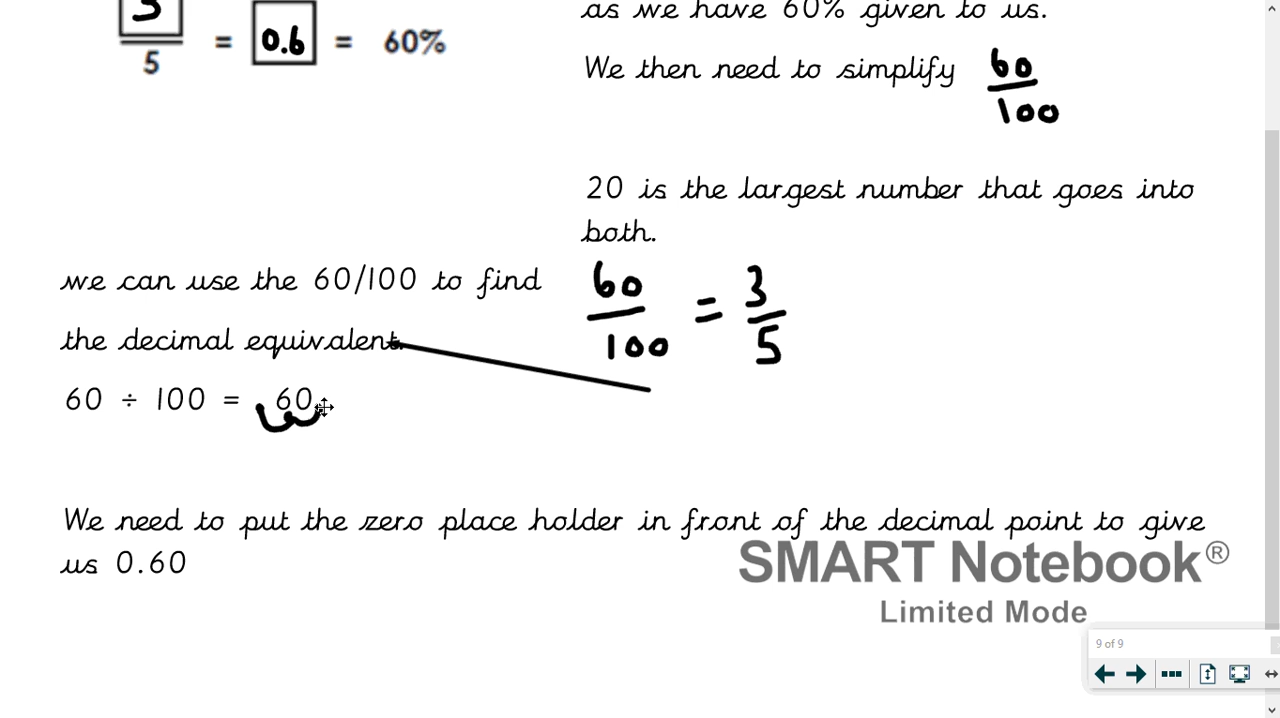 as we have 60% given to us.
3/5 = 0.6 = 60%
We then need to simplify 60/100
20 is the largest number that goes into
both.
60/100 = 3/5
we can use the 60/100 to find
the decimal equivalent.
60 ÷ 100 = 60
We need to put the zero place holder in front of the decimal point to give
us 0.60
SMART Notebook®
Limited Mode
9 of 9